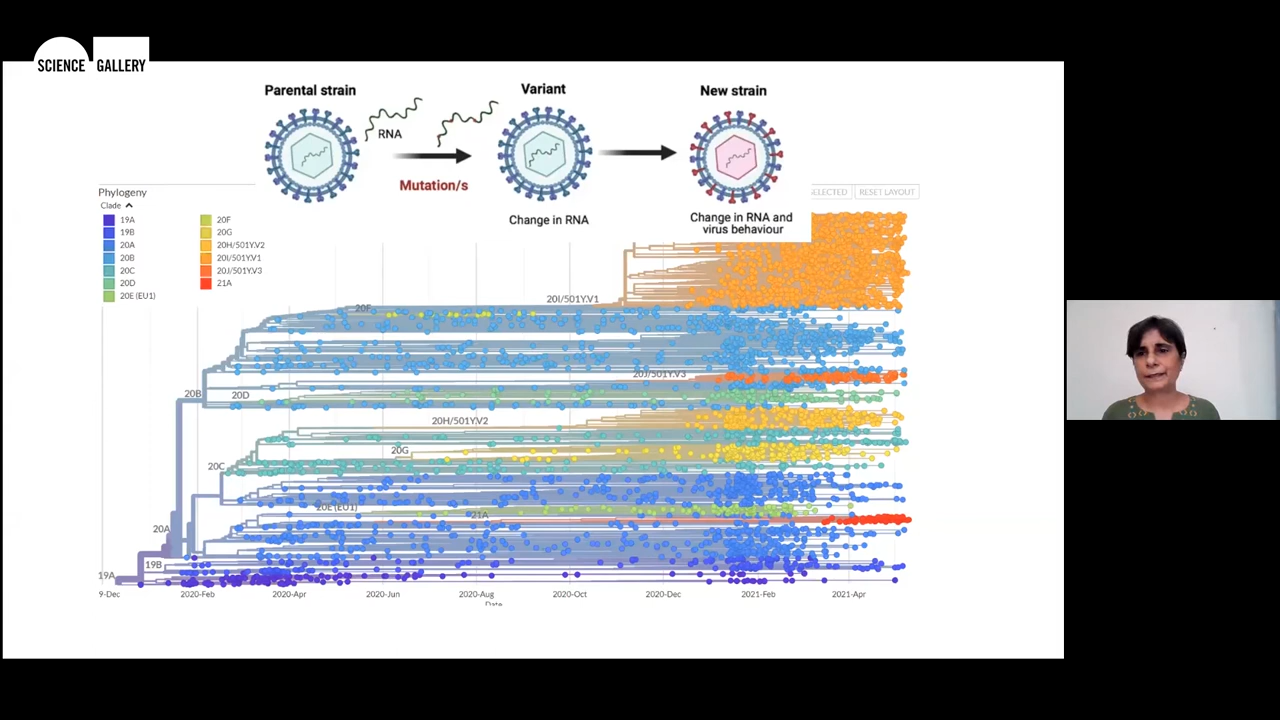 SCIENCE GALLERY
Parental strain
Variant
New strain
RNA
Mutation/s
Change in RNA
Change in RNA and
virus behaviour
Phylogeny
Clade
ELECTED
RESET LAYOUT
19A
19B
20A
20B
20C
20D
20E (EU1)
20F
20G
20H/501Y.V2
20I/501Y.V1
20J/501Y.V3
21A
20I/501Y.V1
20F
20J/501Y.V3
20B
20D
20H/501Y.V2
20G
20C
20E (EU1)
21A
20A
19B
19A
9-Dec
2020-Feb
2020-Apr
2020-Jun
2020-Aug
2020-Oct
2020-Dec
2021-Feb
2021-Apr
Date